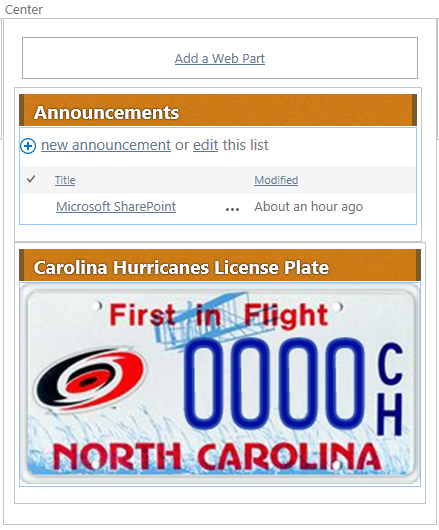 Center
Add a Web Part
Announcements
new announcement or edit this list
Title Modified
Microsoft SharePoint ... About an hour ago
Carolina Hurricanes License Plate
First in Flight
0000 CH
NORTH CAROLINA